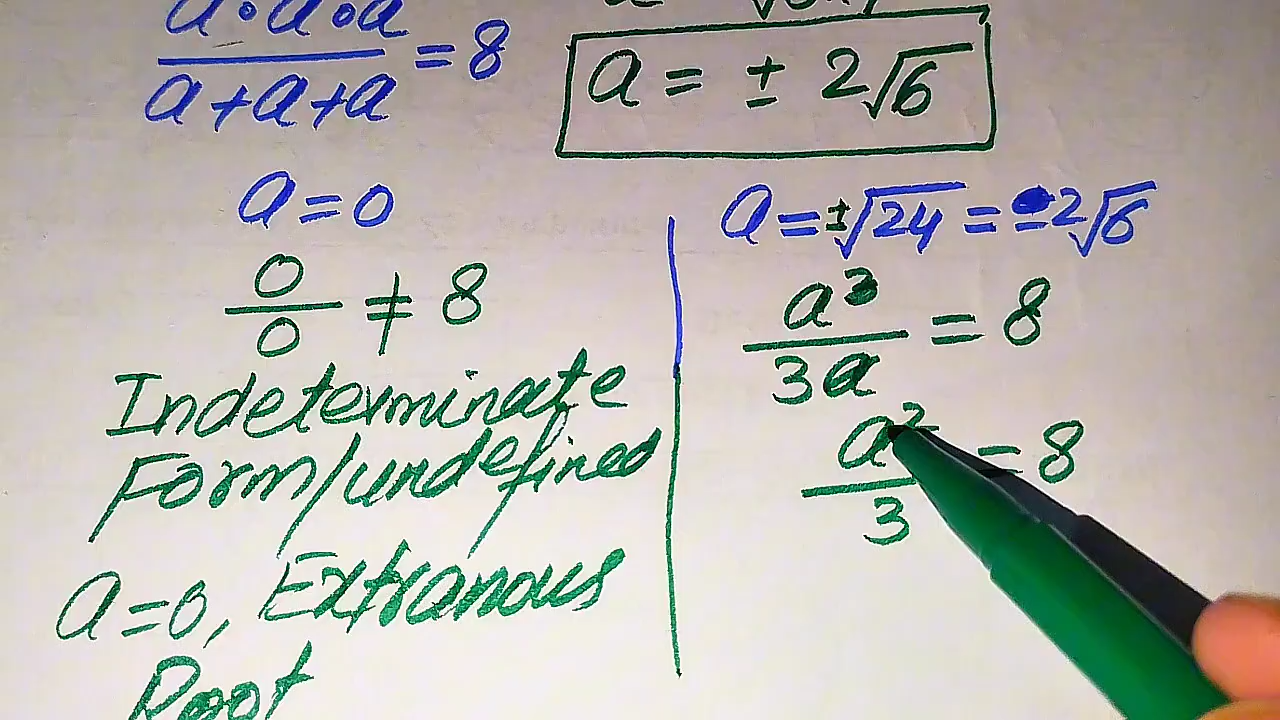 a•a•a
a+a+a = 8
a = ± 2√6
a = 0
0/0 ≠ 8
Indeterminate
Form/undefined
a=0, Extranous
Root
a = ±√24 = ±2√6
a³/3a = 8
a²/3 = 8